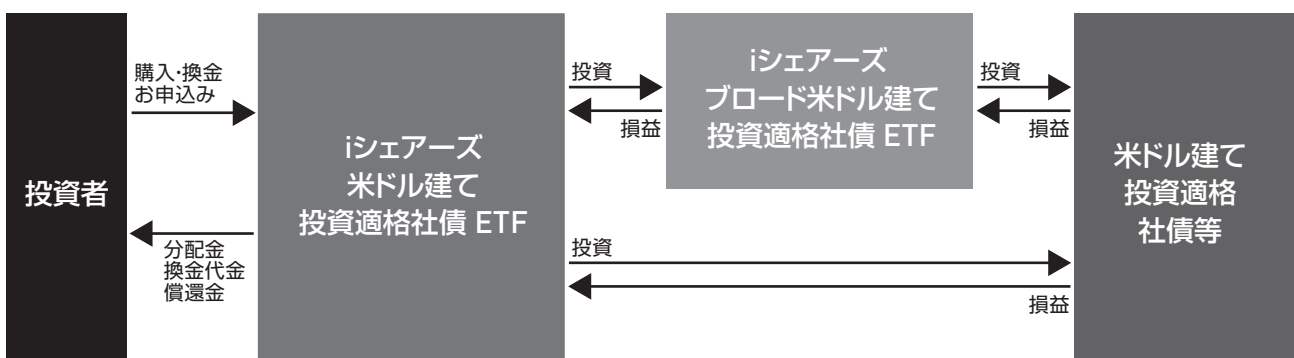 投資者
購入・換金
お申込み
分配金
換金代金
償還金
iシェアーズ
米ドル建て
投資適格社債 ETF
投資
損益
iシェアーズ
ブロード米ドル建て
投資適格社債 ETF
投資
損益
投資
損益
米ドル建て
投資適格
社債等